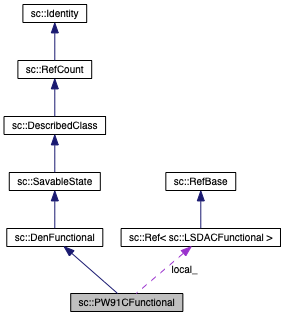 sc::Identity
sc::RefCount
sc::DescribedClass
sc::SavableState
sc::RefBase
sc::DenFunctional
sc::Ref< sc::LSDACFunctional >
local_
sc::PW91CFunctional